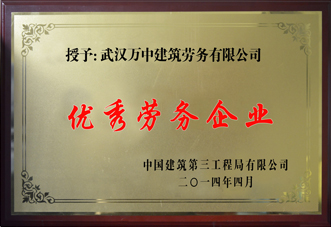 授予:武汉万中建筑劳务有限公司
优秀劳务企业
中国建筑第三工程局有限公司
二〇一四年四月